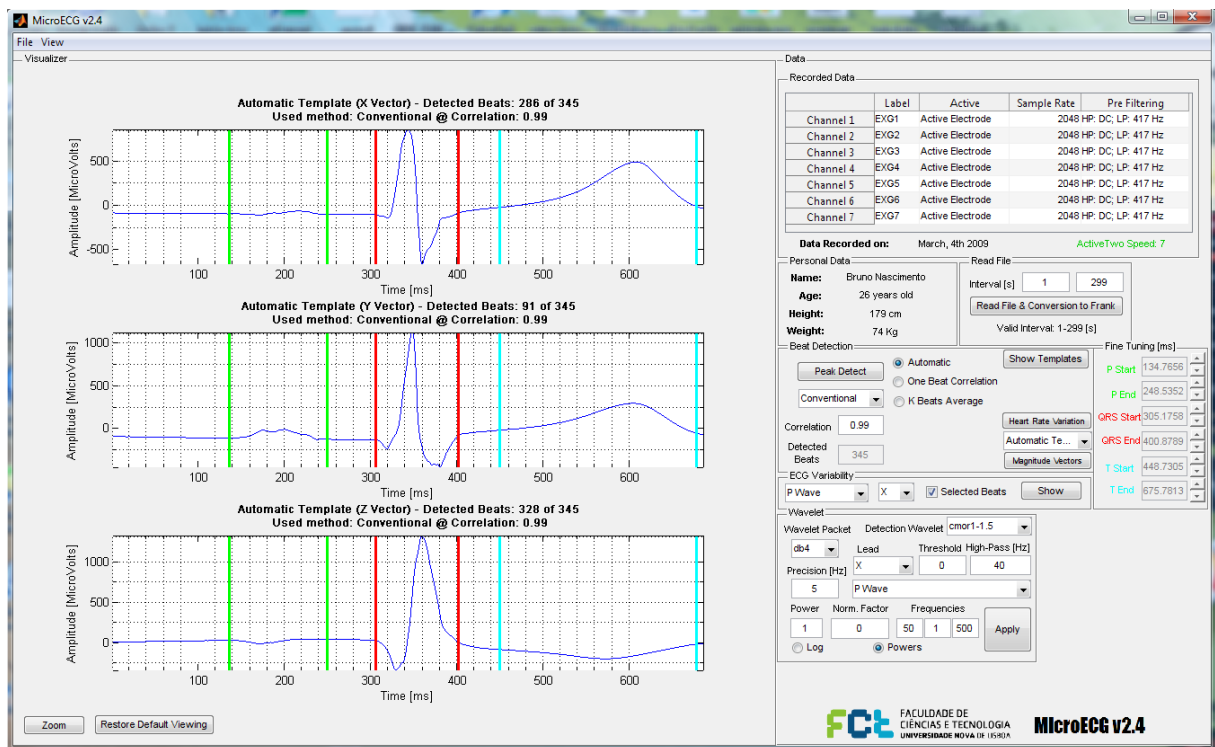 MicroECG v2.4
File View
Visualizer
Automatic Template (X Vector) - Detected Beats: 286 of 345
Used method: Conventional @ Correlation: 0.99
Amplitude [MicroVolts]
500
0
-500
100 200 300 400 500 600
Time [ms]
Automatic Template (Y Vector) - Detected Beats: 91 of 345
Used method: Conventional @ Correlation: 0.99
Amplitude [MicroVolts]
1000
500
0
100 200 300 400 500 600
Time [ms]
Automatic Template (Z Vector) - Detected Beats: 328 of 345
Used method: Conventional @ Correlation: 0.99
Amplitude [MicroVolts]
1000
500
0
100 200 300 400 500 600
Time [ms]
Zoom Restore Default Viewing
Data
Recorded Data
Label Active Sample Rate Pre Filtering
Channel 1 EXG1 Active Electrode 2048 HP: DC; LP: 417 Hz
Channel 2 EXG2 Active Electrode 2048 HP: DC; LP: 417 Hz
Channel 3 EXG3 Active Electrode 2048 HP: DC; LP: 417 Hz
Channel 4 EXG4 Active Electrode 2048 HP: DC; LP: 417 Hz
Channel 5 EXG5 Active Electrode 2048 HP: DC; LP: 417 Hz
Channel 6 EXG6 Active Electrode 2048 HP: DC; LP: 417 Hz
Channel 7 EXG7 Active Electrode 2048 HP: DC; LP: 417 Hz
Data Recorded on: March, 4th 2009 ActiveTwo Speed: 7
Personal Data
Name: Bruno Nascimento
Age: 26 years old
Height: 179 cm
Weight: 74 Kg
Read File
Interval [s] 1 299
Read File & Conversion to Frank
Valid Interval: 1-299 [s]
Beat Detection
Peak Detect
Automatic
One Beat Correlation
K Beats Average
Show Templates
Conventional
Correlation 0.99
Detected Beats 345
Heart Rate Variation
Automatic Te...
Magnitude Vectors
Fine Tuning [ms]
P Start 134.7656
P End 248.5352
QRS Start 305.1758
QRS End 400.8789
T Start 448.7305
T End 675.7813
ECG Variability
P Wave X Selected Beats Show
Wavelet
Wavelet Packet Detection Wavelet cmor1-1.5
db4 Lead Threshold High-Pass [Hz]
X 0 40
Precision [Hz]
5 P Wave
Power Norm. Factor Frequencies
1 0 50 1 500 Apply
Log Powers
FCt
FACULDADE DE
CIÊNCIAS E TECNOLOGIA
UNIVERSIDADE NOVA DE LISBOA
MicroECG v2.4